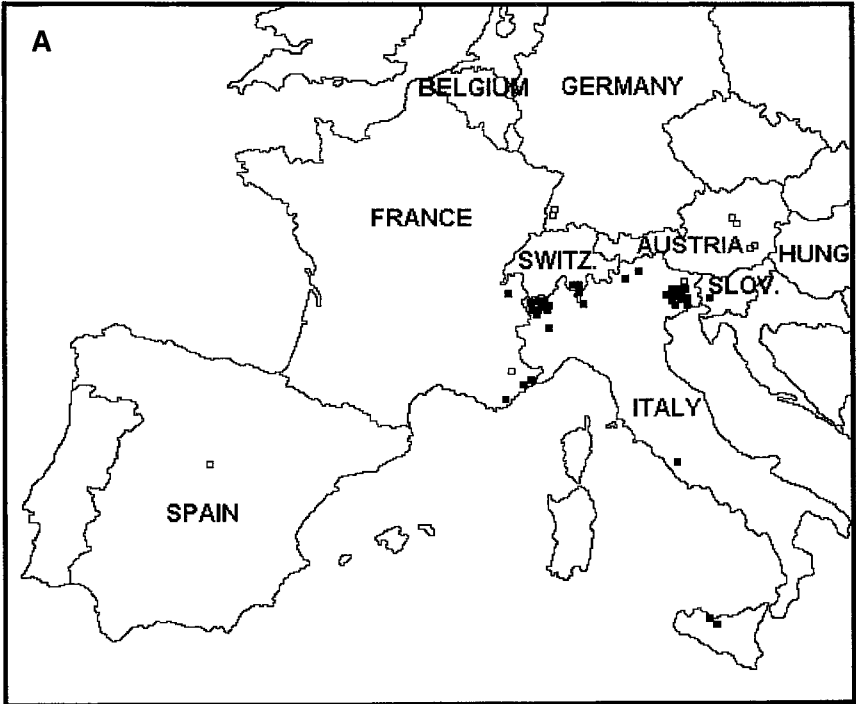 A
BELGIUM
GERMANY
FRANCE
SWITZ.
AUSTRIA
HUNG
SLOV.
ITALY
SPAIN